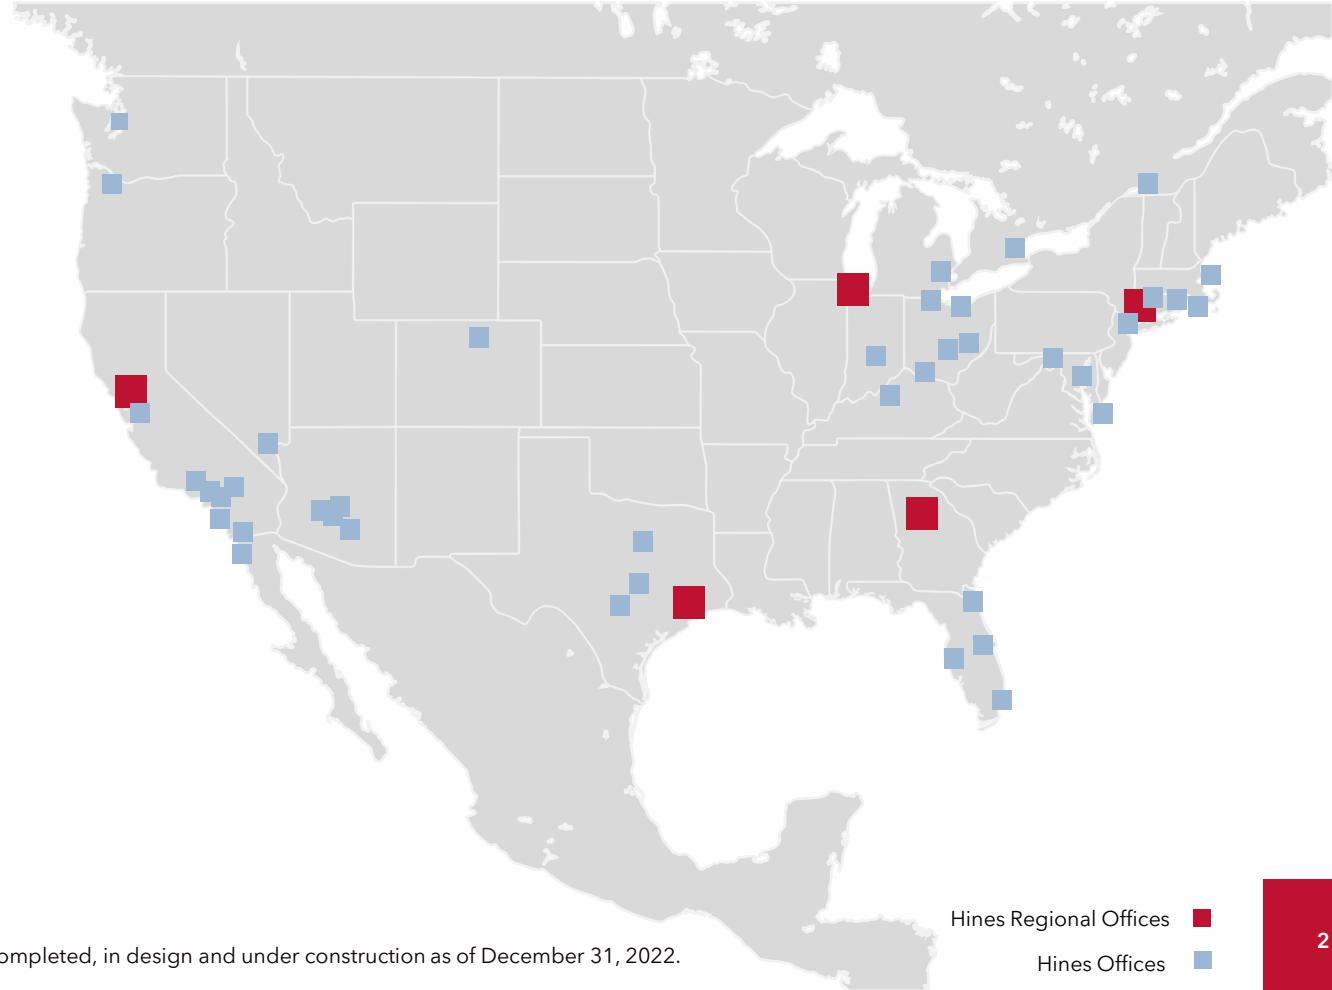 Hines Regional Offices
2
ompleted, in design and under construction as of December 31, 2022.
Hines Offices